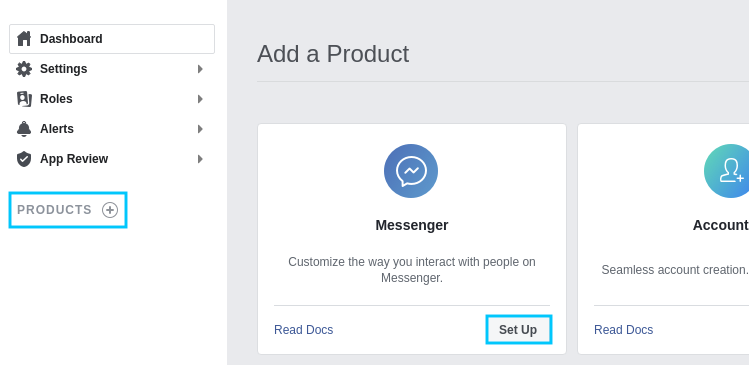 Dashboard
Settings
Roles
Alerts
App Review
PRODUCTS
Add a Product
Messenger
Customize the way you interact with people on
Messenger.
Read Docs
Set Up
Account
Seamless account creation.
Read Docs